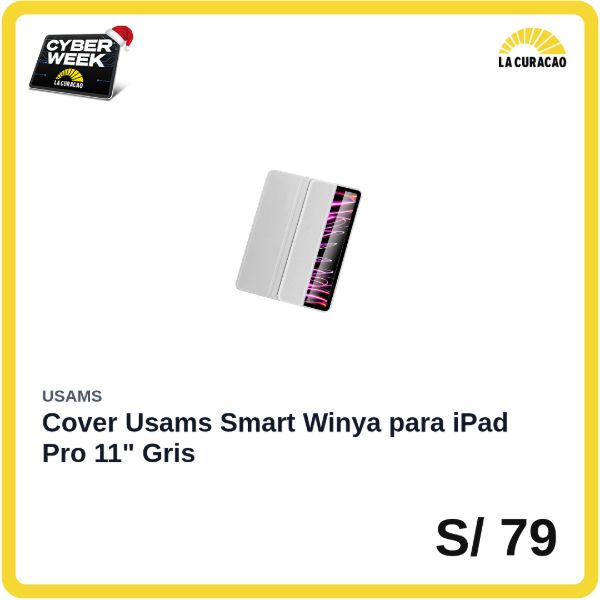 CYBER
WEEK
LA CURACAO
LA CURACAO
USAMS
Cover Usams Smart Winya para iPad
Pro 11" Gris
S/ 79